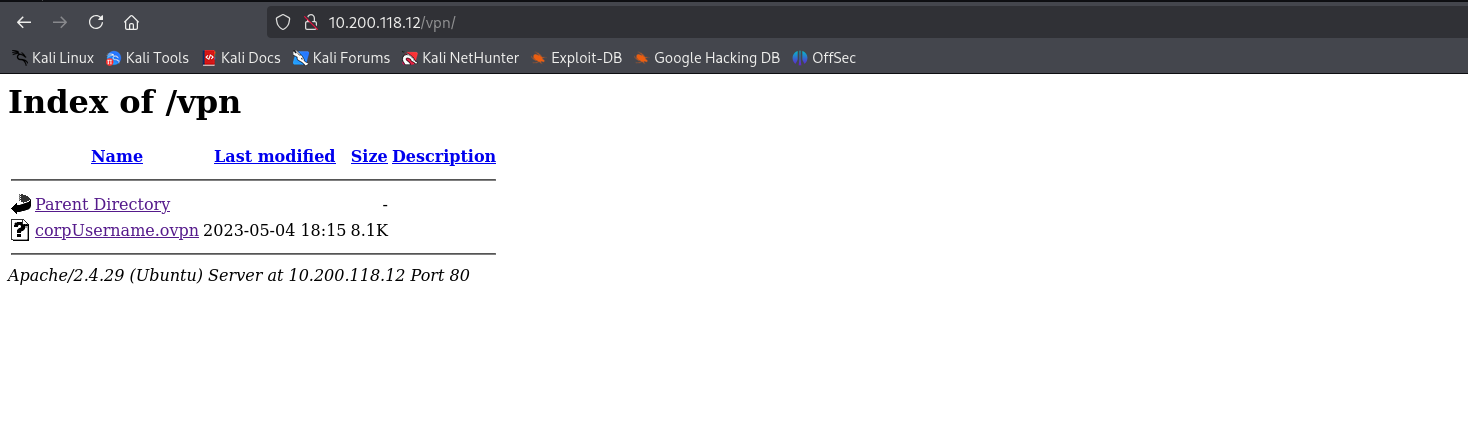 10.200.118.12/vpn/
Kali Linux Kali Tools Kali Docs Kali Forums Kali NetHunter Exploit-DB Google Hacking DB OffSec
Index of /vpn
Name Last modified Size Description
Parent Directory -
corpUsername.ovpn 2023-05-04 18:15 8.1K
Apache/2.4.29 (Ubuntu) Server at 10.200.118.12 Port 80